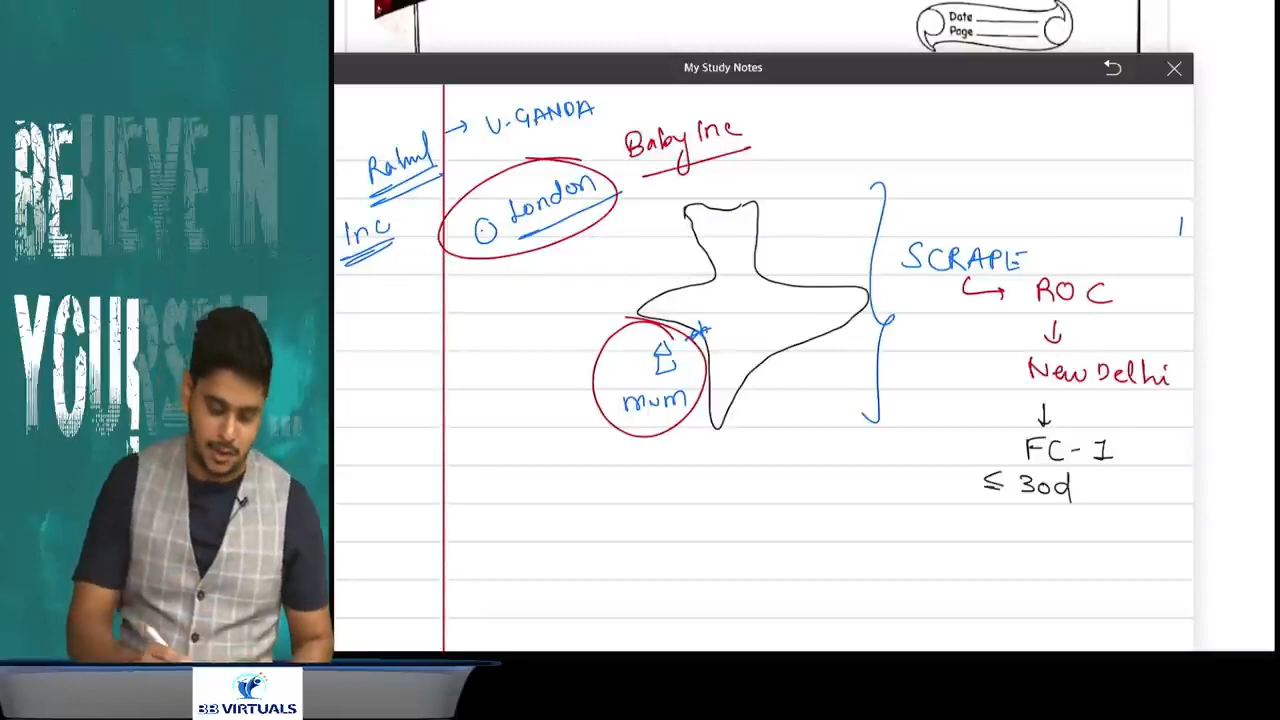 Date
Page
My Study Notes
BELIEVE IN
YOURSELF...
Rahul
Inc
→ U-GANDA
London
Baby Inc
mum
SCRAPE
↳ ROC
↓
New Delhi
↓
FC-1
≤ 30d
BB VIRTUALS